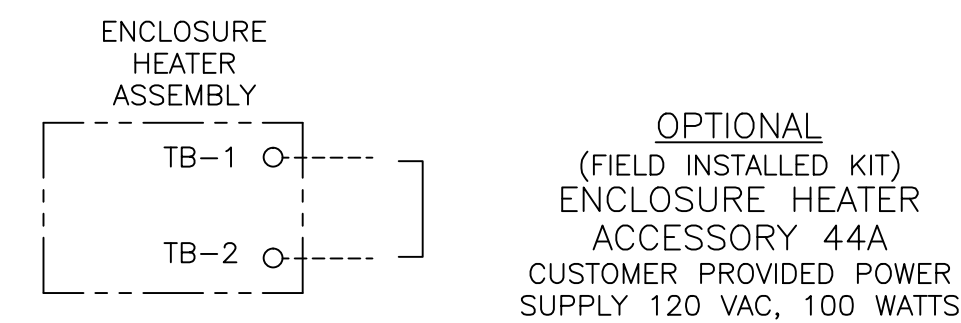 ENCLOSURE
HEATER
ASSEMBLY
TB-1
TB-2
OPTIONAL
(FIELD INSTALLED KIT)
ENCLOSURE HEATER
ACCESSORY 44A
CUSTOMER PROVIDED POWER
SUPPLY 120 VAC, 100 WATTS